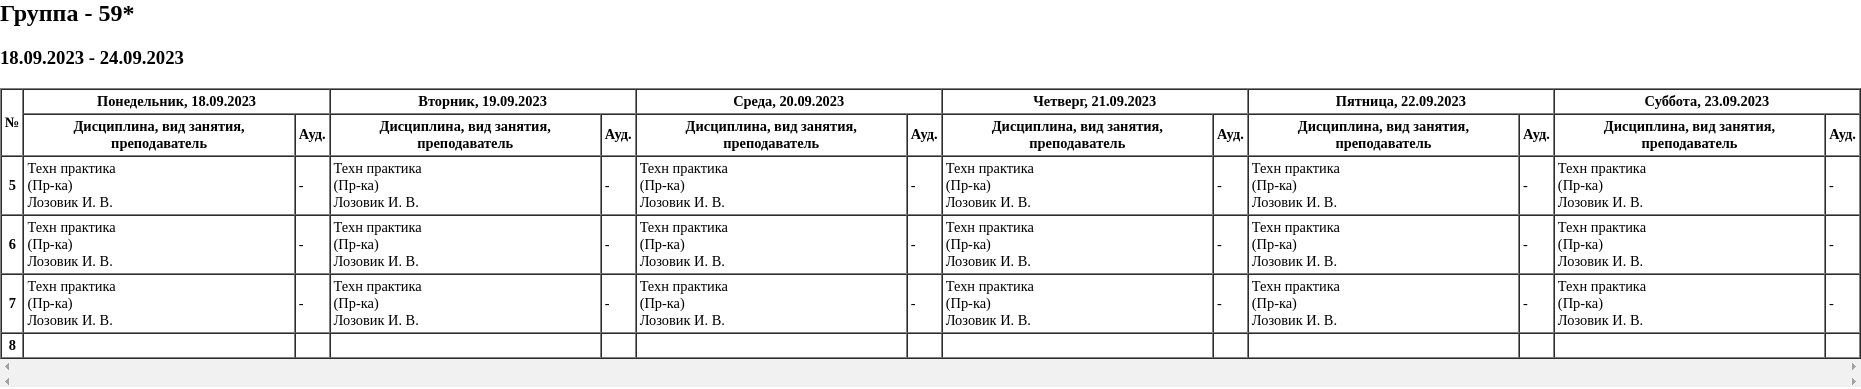 Группа - 59*
18.09.2023 - 24.09.2023
№ Понедельник, 18.09.2023 Вторник, 19.09.2023 Среда, 20.09.2023 Четверг, 21.09.2023 Пятница, 22.09.2023 Суббота, 23.09.2023
Дисциплина, вид занятия, Дисциплина, вид занятия, Дисциплина, вид занятия, Дисциплина, вид занятия, Дисциплина, вид занятия, Дисциплина, вид занятия,
преподаватель Ауд. преподаватель Ауд. преподаватель Ауд. преподаватель Ауд. преподаватель Ауд. преподаватель Ауд.
Техн практика Техн практика Техн практика Техн практика Техн практика Техн практика
5 (Пр-ка) - (Пр-ка) - (Пр-ка) - (Пр-ка) - (Пр-ка) - (Пр-ка) -
Лозовик И. В. Лозовик И. В. Лозовик И. В. Лозовик И. В. Лозовик И. В. Лозовик И. В.
Техн практика Техн практика Техн практика Техн практика Техн практика Техн практика
6 (Пр-ка) - (Пр-ка) - (Пр-ка) - (Пр-ка) - (Пр-ка) - (Пр-ка) -
Лозовик И. В. Лозовик И. В. Лозовик И. В. Лозовик И. В. Лозовик И. В. Лозовик И. В.
Техн практика Техн практика Техн практика Техн практика Техн практика Техн практика
7 (Пр-ка) - (Пр-ка) - (Пр-ка) - (Пр-ка) - (Пр-ка) - (Пр-ка) -
Лозовик И. В. Лозовик И. В. Лозовик И. В. Лозовик И. В. Лозовик И. В. Лозовик И. В.
8